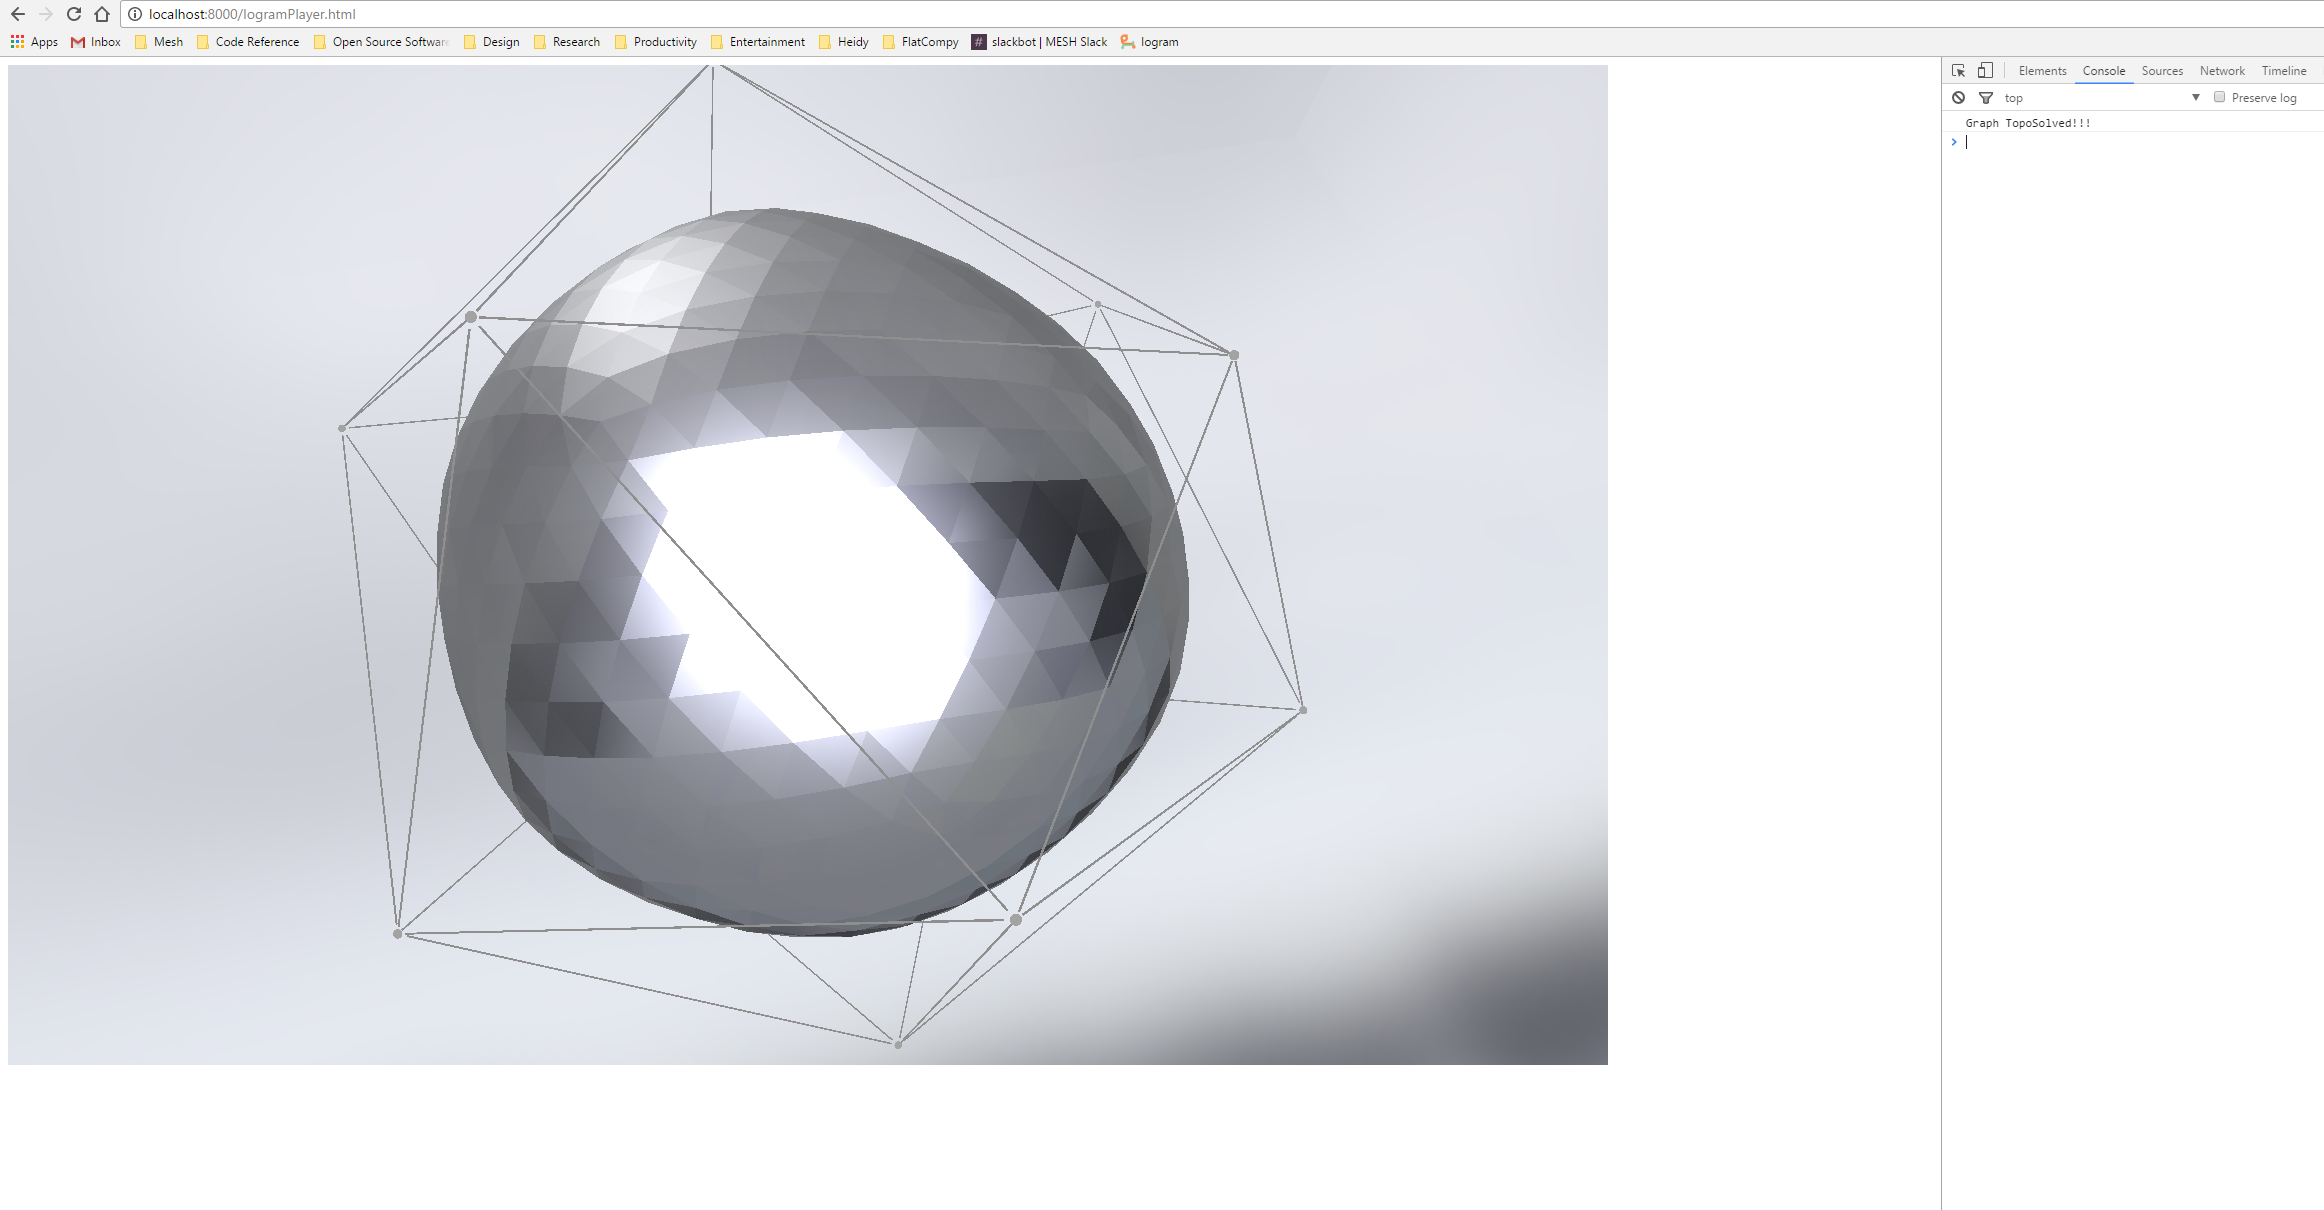 localhost:8000/logramPlayer.html
Apps Inbox Mesh Code Reference Open Source Softwar Design Research Productivity Entertainment Heidy FlatCompy # slackbot | MESH Slack logram
Elements Console Sources Network Timeline
top Preserve log
Graph TopoSolved!!!